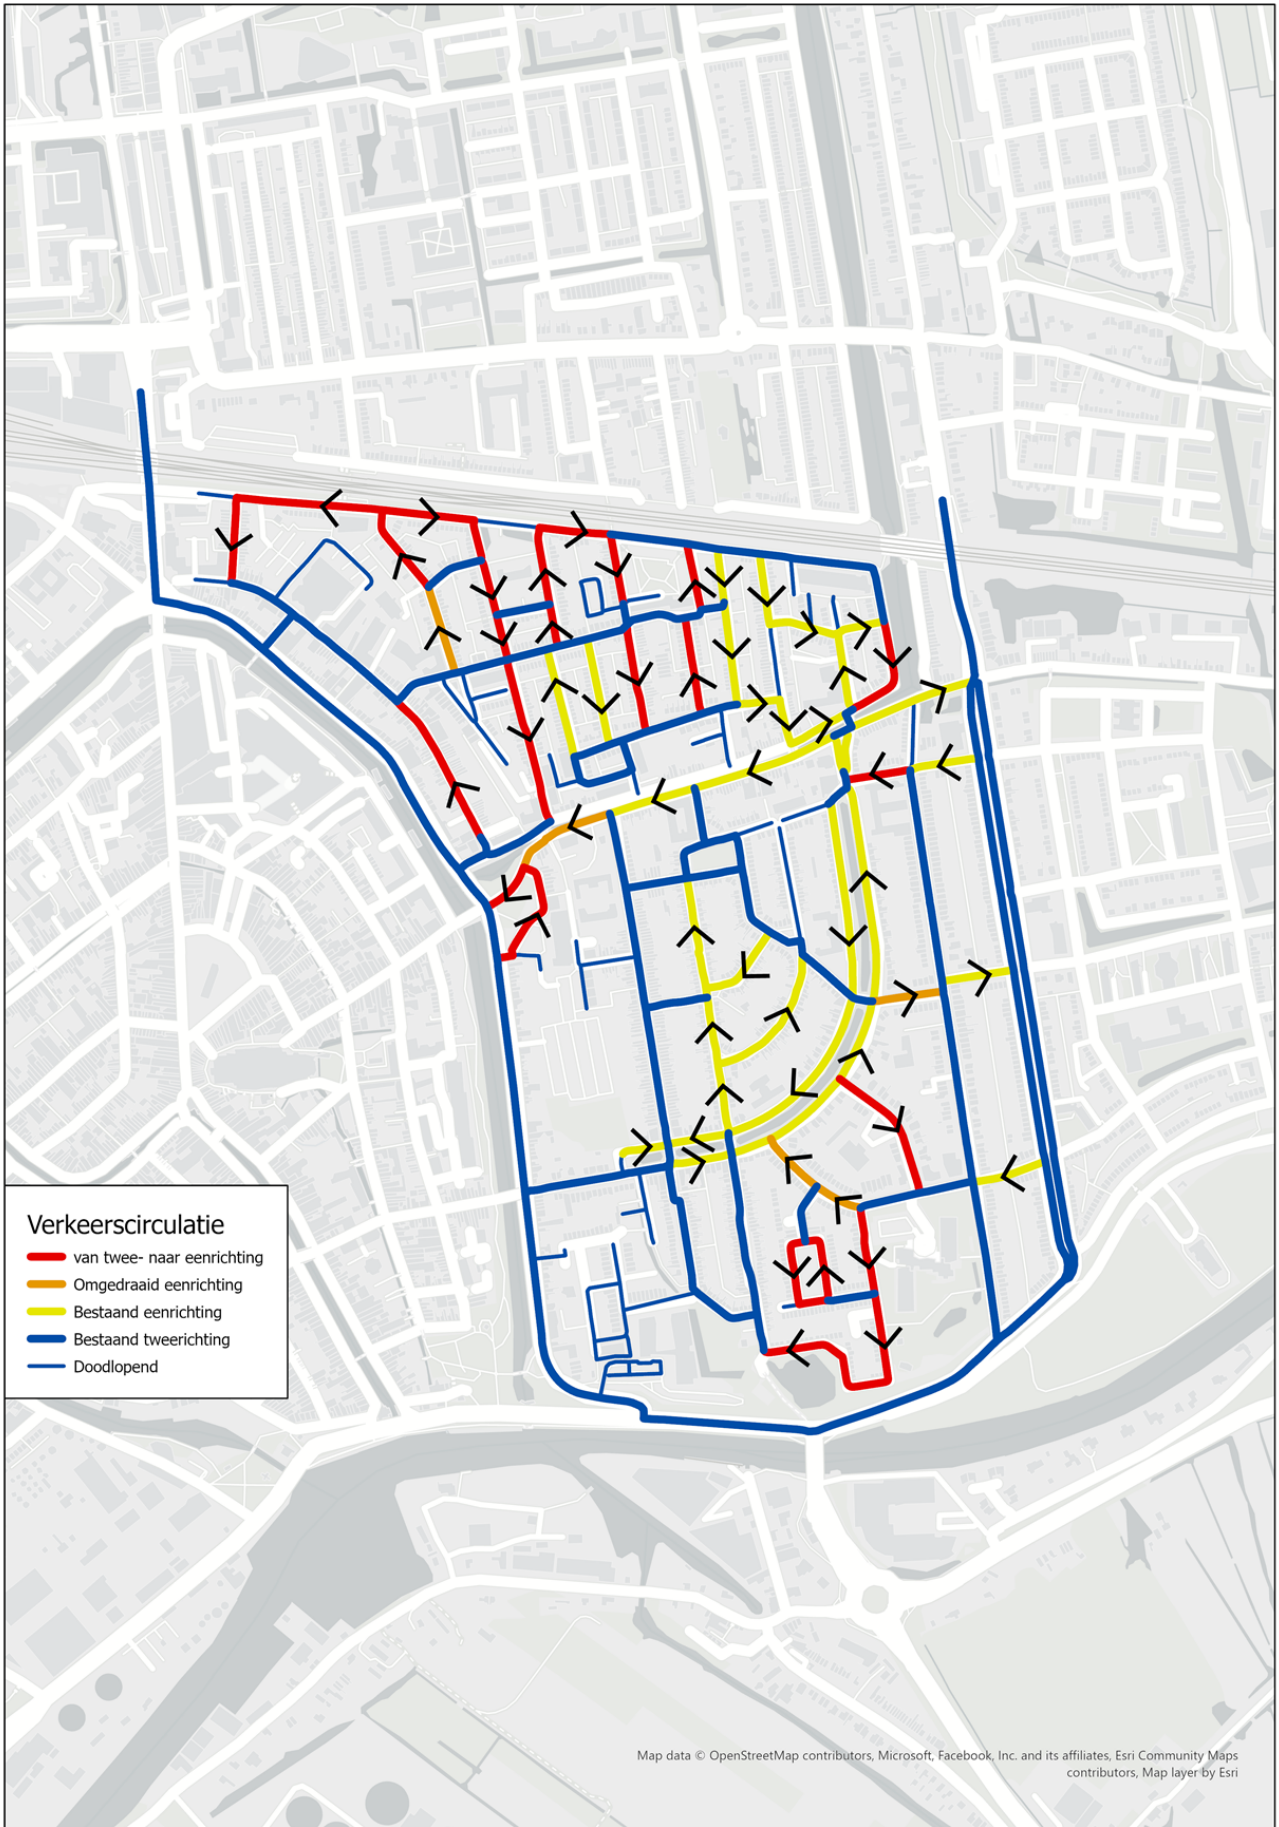 Verkeerscirculatie
van twee- naar eenrichting
Omgedraaid eenrichting
Bestaand eenrichting
Bestaand tweerichting
Doodlopend
Map data © OpenStreetMap contributors, Microsoft, Facebook, Inc. and its affiliates, Esri Community Maps
contributors, Map layer by Esri